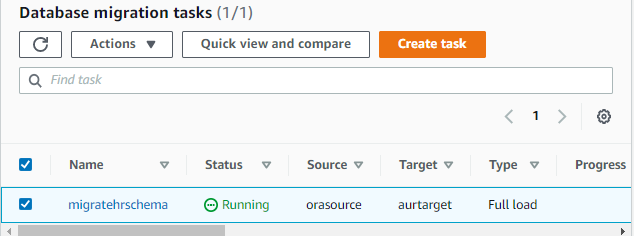 Database migration tasks (1/1)
Actions Quick view and compare Create task
Find task
1
Name Status Source Target Type Progress
migratehrschema Running orasource aurtarget Full load